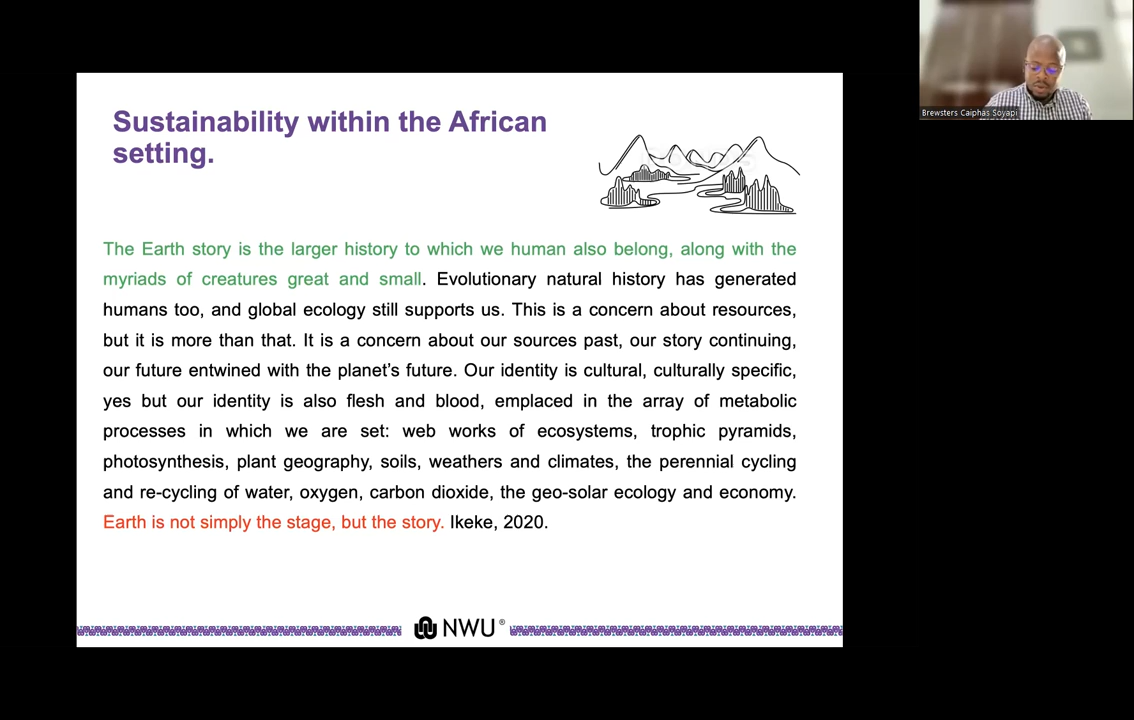 Brewsters Caiphas Soyapi
Sustainability within the African
setting.
The Earth story is the larger history to which we human also belong, along with the
myriads of creatures great and small. Evolutionary natural history has generated
humans too, and global ecology still supports us. This is a concern about resources,
but it is more than that. It is a concern about our sources past, our story continuing,
our future entwined with the planet’s future. Our identity is cultural, culturally specific,
yes but our identity is also flesh and blood, emplaced in the array of metabolic
processes in which we are set: web works of ecosystems, trophic pyramids,
photosynthesis, plant geography, soils, weathers and climates, the perennial cycling
and re-cycling of water, oxygen, carbon dioxide, the geo-solar ecology and economy.
Earth is not simply the stage, but the story. Ikeke, 2020.
NWU®